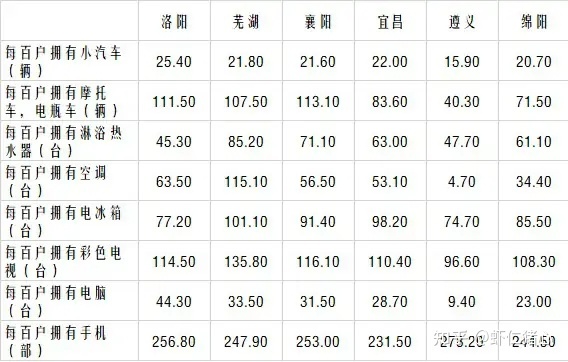 洛阳 芜湖 襄阳 宜昌 遵义 绵阳
每百户拥有小汽车
（辆） 25.40 21.80 21.60 22.00 15.90 20.70
每百户拥有摩托
车，电瓶车（辆） 111.50 107.50 113.10 83.60 40.30 71.50
每百户拥有淋浴热
水器（台） 45.30 85.20 71.10 63.00 47.70 61.10
每百户拥有空调
（台） 63.50 115.10 56.50 53.10 4.70 34.40
每百户拥有电冰箱
（台） 77.20 101.10 91.40 98.20 74.70 85.50
每百户拥有彩色电
视（台） 114.50 135.80 116.10 110.40 96.60 108.30
每百户拥有电脑
（台） 44.30 33.50 31.50 28.70 9.40 23.00
每百户拥有手机
（部） 256.80 247.90 253.00 231.50 279.20 244.50
知乎 @虾仁猪